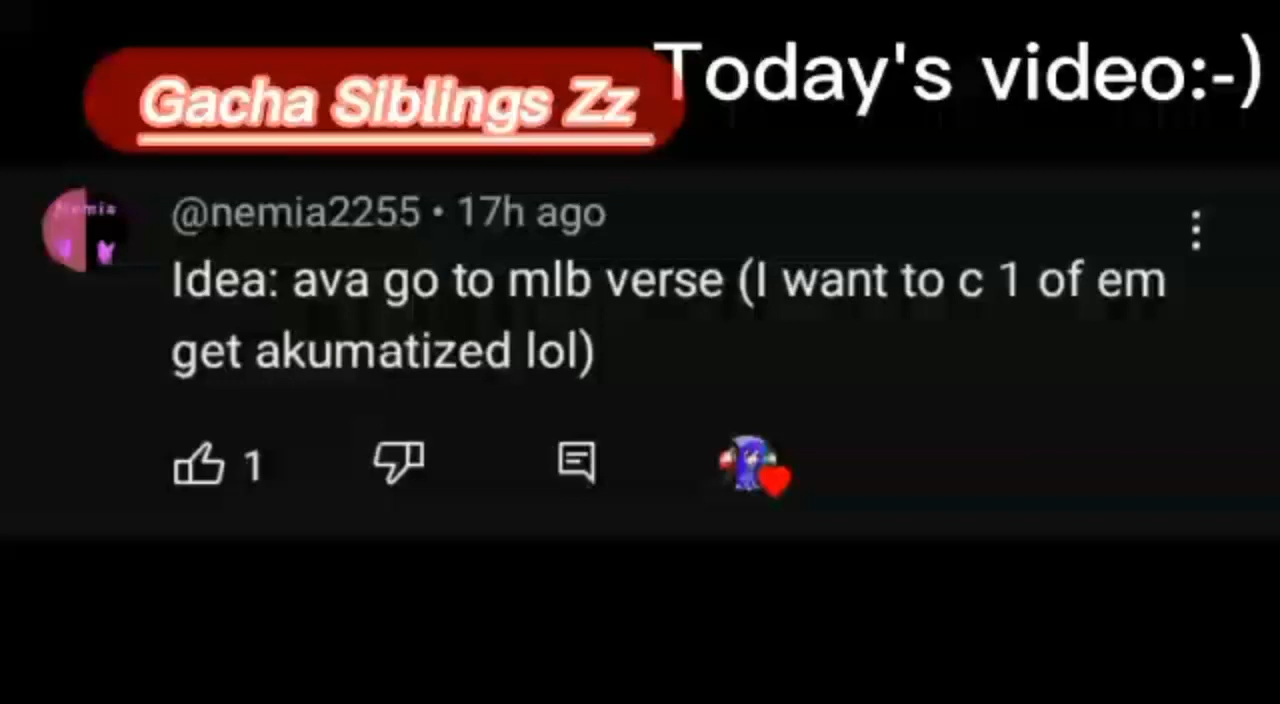 Today's video:-)
Gacha Siblings Zz
@nemia2255 • 17h ago
Idea: ava go to mlb verse (I want to c 1 of em
get akumatized lol)
1